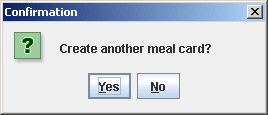 Confirmation
?
Create another meal card?
Yes
No